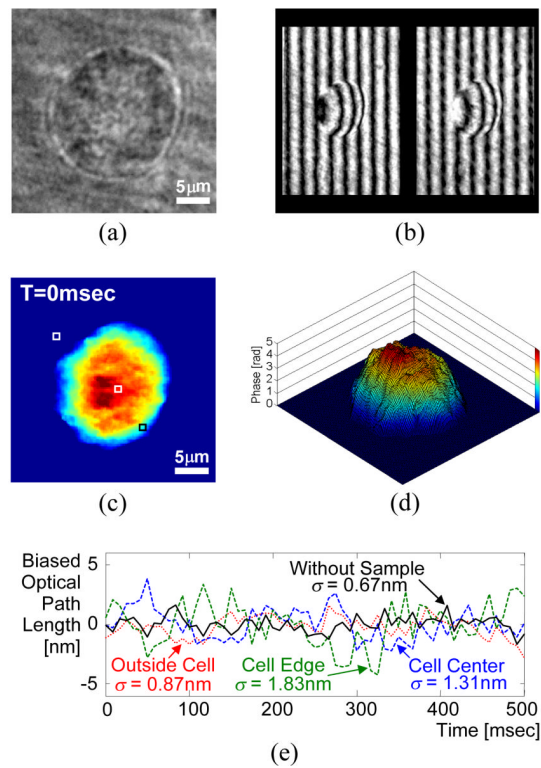 5μm
(a)
(b)
T=0msec
5μm
(c)
Phase [rad]
5
4
3
2
1
0
(d)
Biased
Optical
Path
Length
[nm]
5
0
-5
Without Sample
σ = 0.67nm
Outside Cell
σ = 0.87nm
Cell Edge
σ = 1.83nm
Cell Center
σ = 1.31nm
0 100 200 300 400 500
Time [msec]
(e)